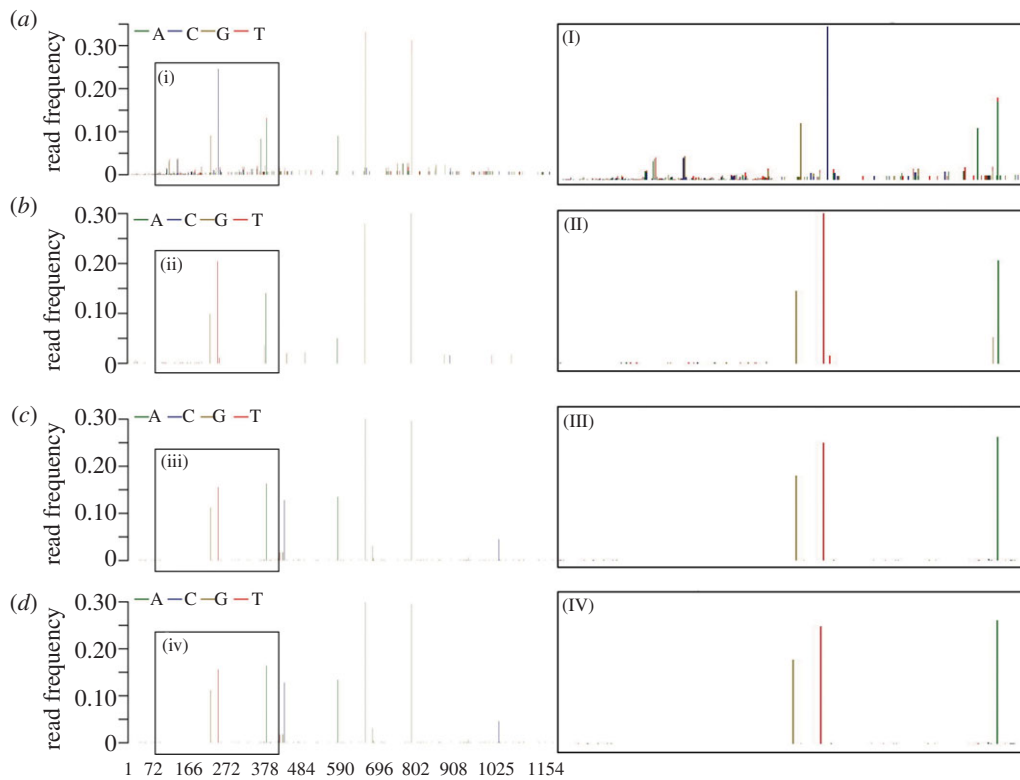 (a)
read frequency
0.30
0.20
0.10
0
A C G T
(i)
(I)
(b)
read frequency
0.30
0.20
0.10
0
A C G T
(ii)
(II)
(c)
read frequency
0.30
0.20
0.10
0
A C G T
(iii)
(III)
(d)
read frequency
0.30
0.20
0.10
0
A C G T
(iv)
(IV)
1 72 166 272 378 484 590 696 802 908 1025 1154